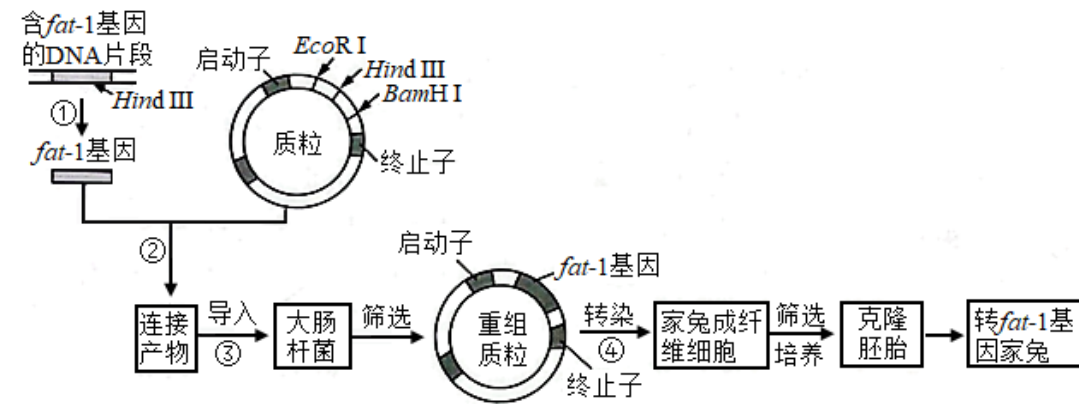 含fat-1基因
的DNA片段
HindⅢ
①
fat-1基因
启动子
EcoRⅠ
HindⅢ
BamHⅠ
质粒
终止子
②
连接
产物
导入
③
大肠
杆菌
筛选
启动子
fat-1基因
重组
质粒
终止子
转染
④
家兔成纤
维细胞
筛选
培养
克隆
胚胎
转fat-1基
因家兔